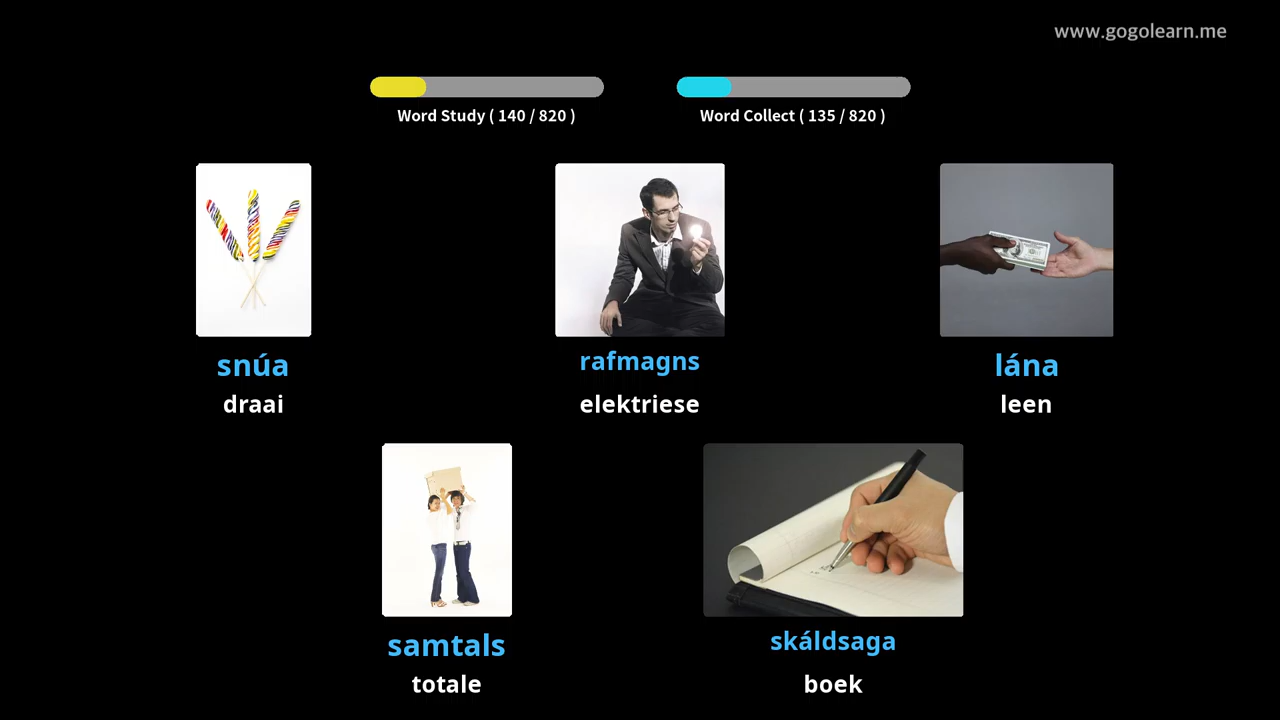 www.gogolearn.me
Word Study ( 140 / 820 )
Word Collect ( 135 / 820 )
snúa
draai
rafmagns
elektriese
lána
leen
samtals
totale
skáldsaga
boek